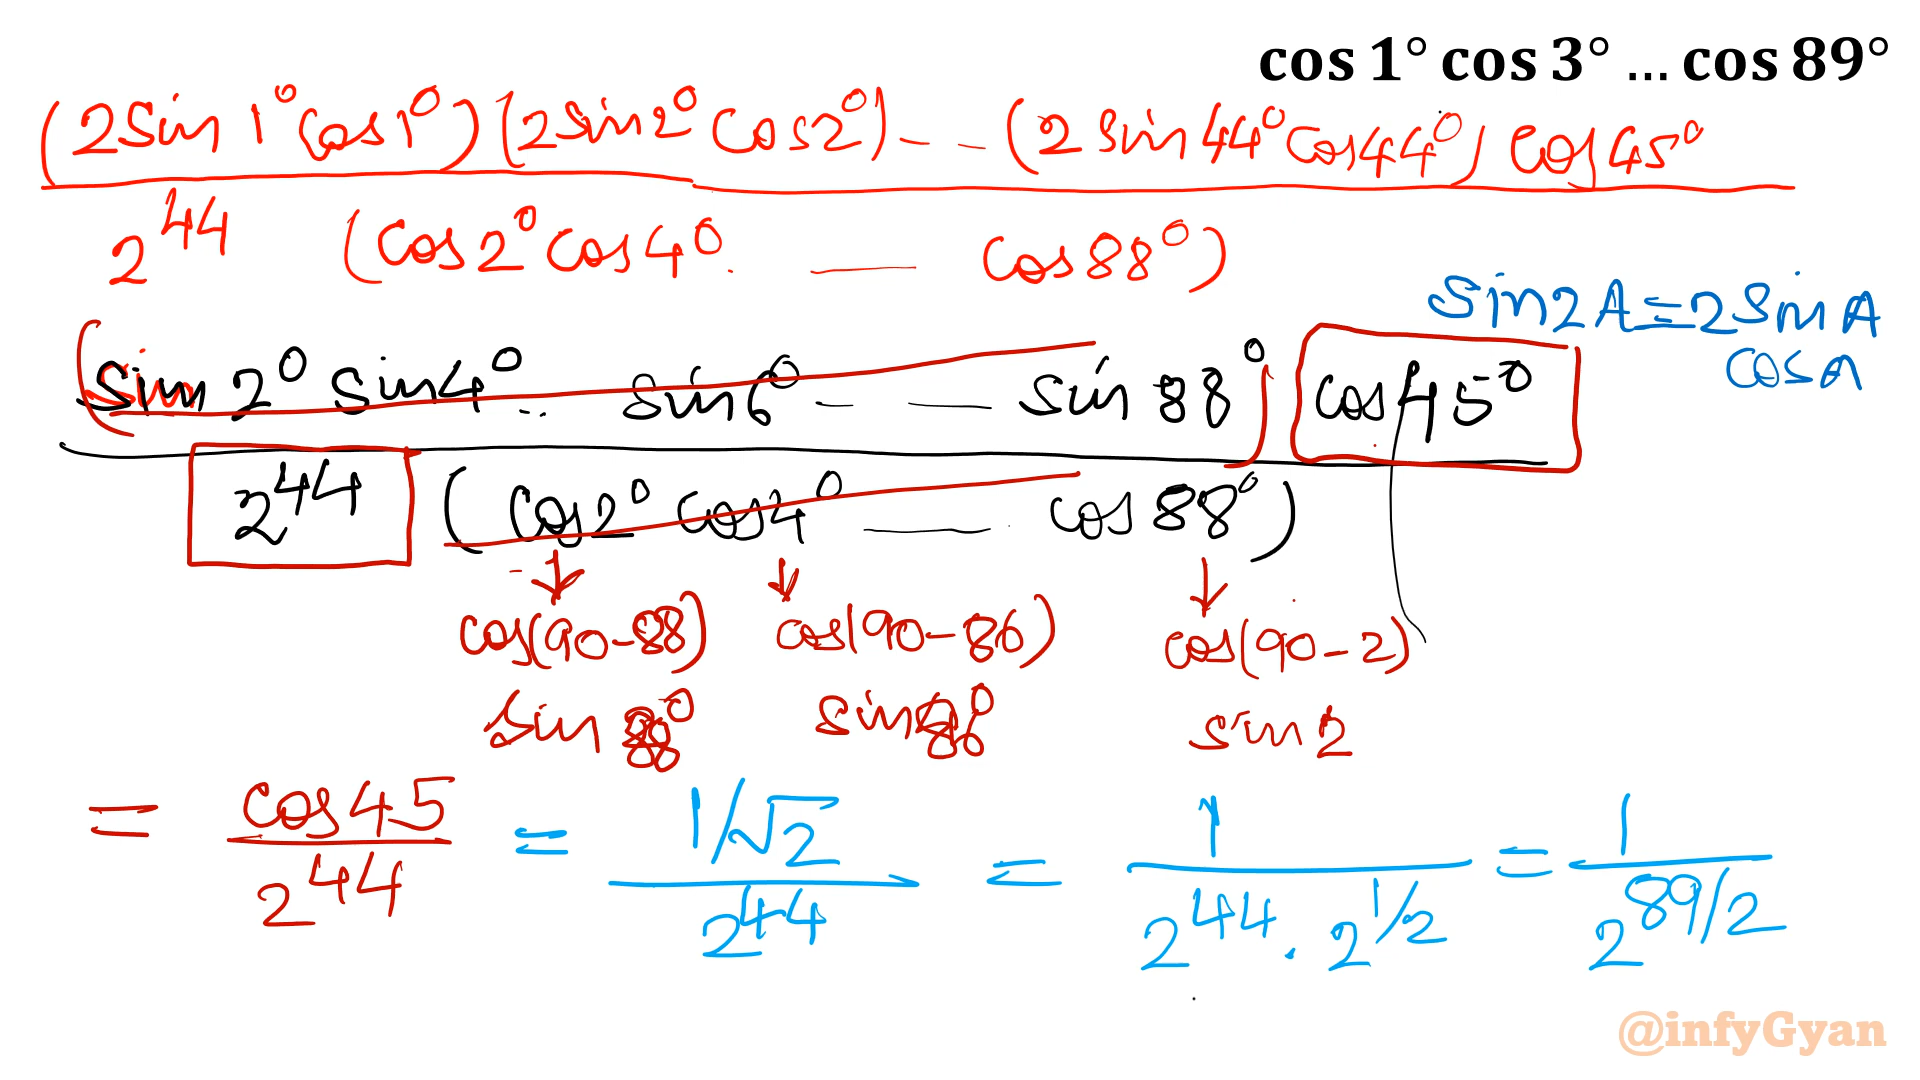 cos 1° cos 3° ... cos 89°
(2 Sin 1° Cos 1°) (2 Sin 2° Cos 2°) - - (2 Sin 44° Cos 44°) Cos 45°
2^44 (Cos 2° Cos 4° . — Cos 88°)
Sin 2A = 2 Sin A
Cos A
(Sin 2° Sin 4° .. Sin 6° - — Sin 88°) Cos 45°
2^44 (Cos 2° Cos 4° — Cos 88°)
Cos(90-88) Cos(90-86) Cos(90-2)
Sin 88° Sin 86° Sin 2
= Cos 45 / 2^44 = 1/√2 / 2^44 = 1 / 2^44 . 2^1/2 = 1 / 2^89/2
@infyGyan